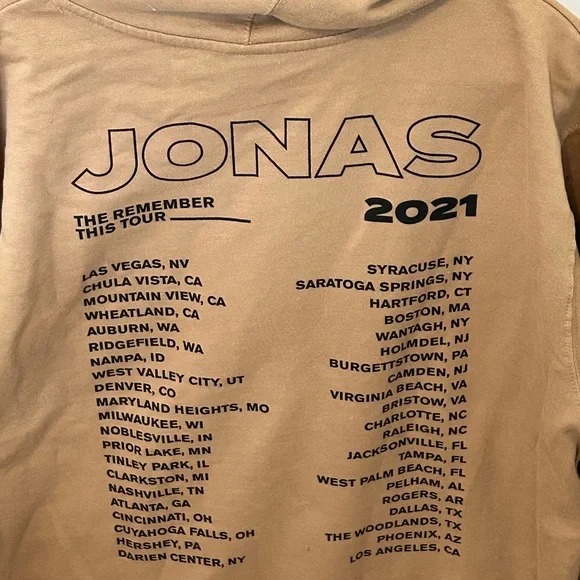 JONAS
THE REMEMBER
THIS TOUR
2021
LAS VEGAS, NV
CHULA VISTA, CA
MOUNTAIN VIEW, CA
WHEATLAND, CA
AUBURN, WA
RIDGEFIELD, WA
NAMPA, ID
WEST VALLEY CITY, UT
DENVER, CO
MARYLAND HEIGHTS, MO
MILWAUKEE, WI
NOBLESVILLE, IN
PRIOR LAKE, MN
TINLEY PARK, IL
CLARKSTON, MI
NASHVILLE, TN
ATLANTA, GA
CINCINNATI, OH
CUYAHOGA FALLS, OH
HERSHEY, PA
DARIEN CENTER, NY
SYRACUSE, NY
SARATOGA SPRINGS, NY
HARTFORD, CT
BOSTON, MA
WANTAGH, NY
HOLMDEL, NJ
BURGETTSTOWN, PA
CAMDEN, NJ
VIRGINIA BEACH, VA
BRISTOW, VA
CHARLOTTE, NC
RALEIGH, NC
JACKSONVILLE, FL
TAMPA, FL
WEST PALM BEACH, FL
PELHAM, AL
ROGERS, AR
DALLAS, TX
THE WOODLANDS, TX
PHOENIX, AZ
LOS ANGELES, CA